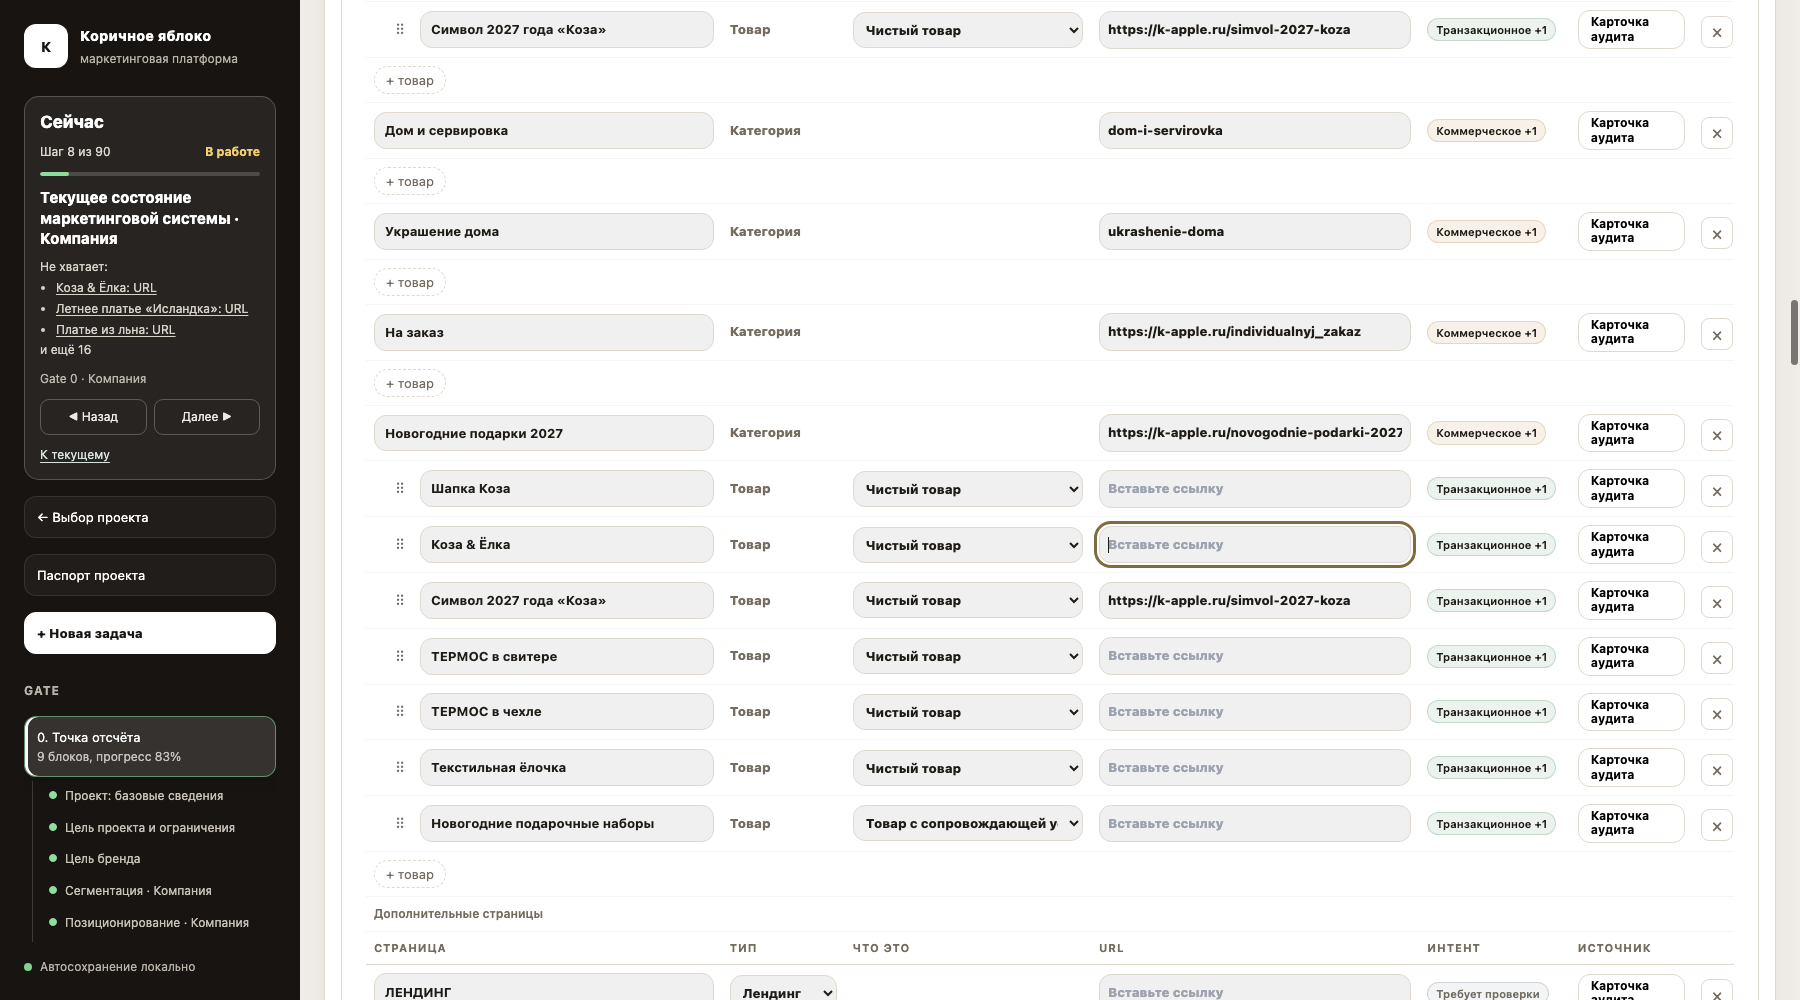 К
Коричное яблоко
маркетинговая платформа
Сейчас
Шаг 8 из 90
В работе
Текущее состояние
маркетинговой системы ·
Компания
Не хватает:
Коза & Ёлка: URL
Летнее платье «Исландка»: URL
Платье из льна: URL
и ещё 16
Gate 0 · Компания
◀ Назад
Далее ▶
К текущему
← Выбор проекта
Паспорт проекта
+ Новая задача
GATE
0. Точка отсчёта
9 блоков, прогресс 83%
Проект: базовые сведения
Цель проекта и ограничения
Цель бренда
Сегментация · Компания
Позиционирование · Компания
Автосохранение локально
Символ 2027 года «Коза» Товар Чистый товар https://k-apple.ru/simvol-2027-koza Транзакционное +1 Карточка
аудита ×
+ товар
Дом и сервировка Категория dom-i-servirovka Коммерческое +1 Карточка
аудита ×
+ товар
Украшение дома Категория ukrashenie-doma Коммерческое +1 Карточка
аудита ×
+ товар
На заказ Категория https://k-apple.ru/individualnyj_zakaz Коммерческое +1 Карточка
аудита ×
+ товар
Новогодние подарки 2027 Категория https://k-apple.ru/novogodnie-podarki-2027 Коммерческое +1 Карточка
аудита ×
Шапка Коза Товар Чистый товар Вставьте ссылку Транзакционное +1 Карточка
аудита ×
Коза & Ёлка Товар Чистый товар Вставьте ссылку Транзакционное +1 Карточка
аудита ×
Символ 2027 года «Коза» Товар Чистый товар https://k-apple.ru/simvol-2027-koza Транзакционное +1 Карточка
аудита ×
ТЕРМОС в свитере Товар Чистый товар Вставьте ссылку Транзакционное +1 Карточка
аудита ×
ТЕРМОС в чехле Товар Чистый товар Вставьте ссылку Транзакционное +1 Карточка
аудита ×
Текстильная ёлочка Товар Чистый товар Вставьте ссылку Транзакционное +1 Карточка
аудита ×
Новогодние подарочные наборы Товар Товар с сопровождающей у Вставьте ссылку Транзакционное +1 Карточка
аудита ×
+ товар
Дополнительные страницы
СТРАНИЦА ТИП ЧТО ЭТО URL ИНТЕНТ ИСТОЧНИК
ЛЕНДИНГ Лендинг Вставьте ссылку Требует проверки Карточка
аудита ×